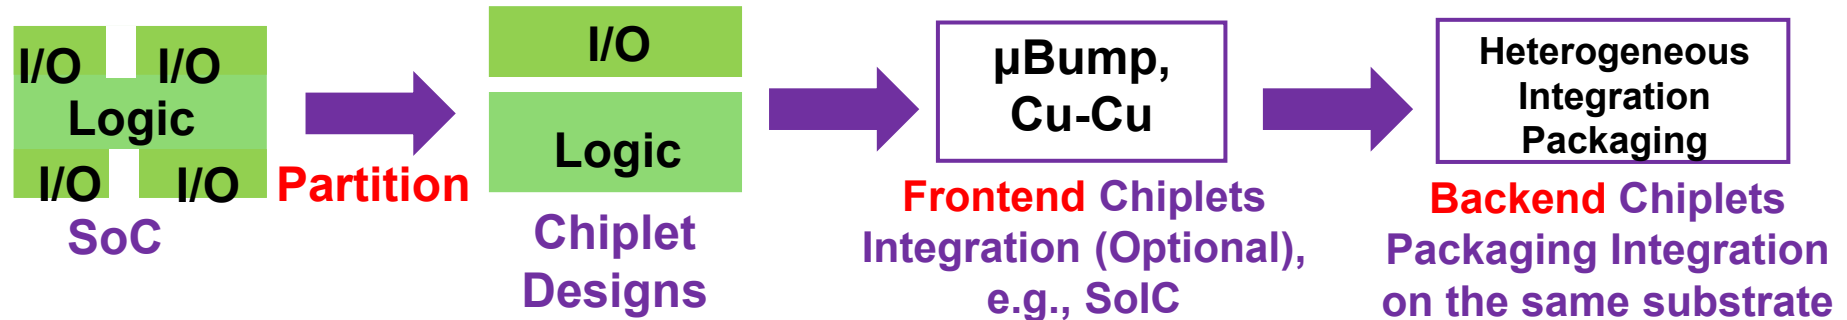 I/O I/O
Logic
I/O I/O
SoC
Partition
I/O
Logic
Chiplet
Designs
µBump,
Cu-Cu
Frontend Chiplets
Integration (Optional),
e.g., SoIC
Heterogeneous
Integration
Packaging
Backend Chiplets
Packaging Integration
on the same substrate